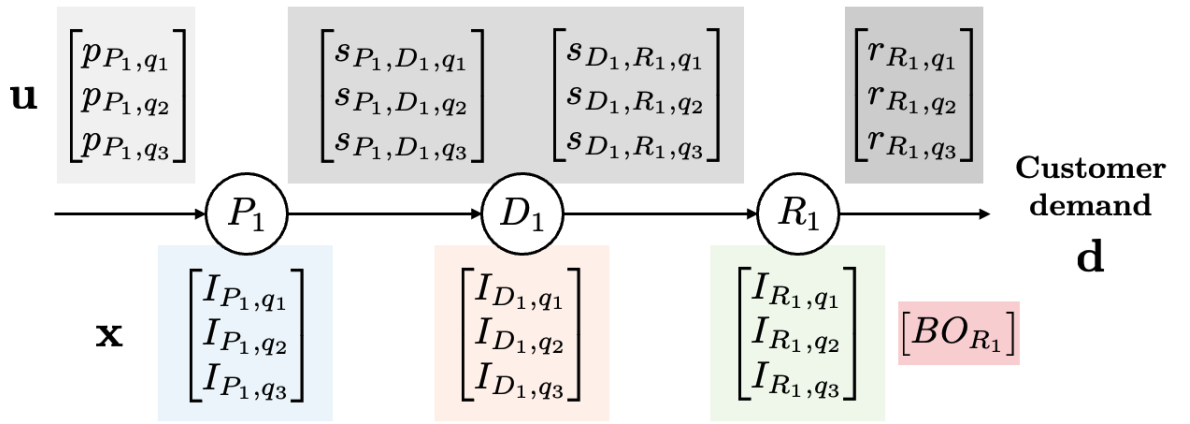 u
p_{P_1,q_1}
p_{P_1,q_2}
p_{P_1,q_3}
s_{P_1,D_1,q_1}
s_{P_1,D_1,q_2}
s_{P_1,D_1,q_3}
s_{D_1,R_1,q_1}
s_{D_1,R_1,q_2}
s_{D_1,R_1,q_3}
r_{R_1,q_1}
r_{R_1,q_2}
r_{R_1,q_3}
P_1
D_1
R_1
Customer
demand
d
x
I_{P_1,q_1}
I_{P_1,q_2}
I_{P_1,q_3}
I_{D_1,q_1}
I_{D_1,q_2}
I_{D_1,q_3}
I_{R_1,q_1}
I_{R_1,q_2}
I_{R_1,q_3}
[BO_{R_1}]